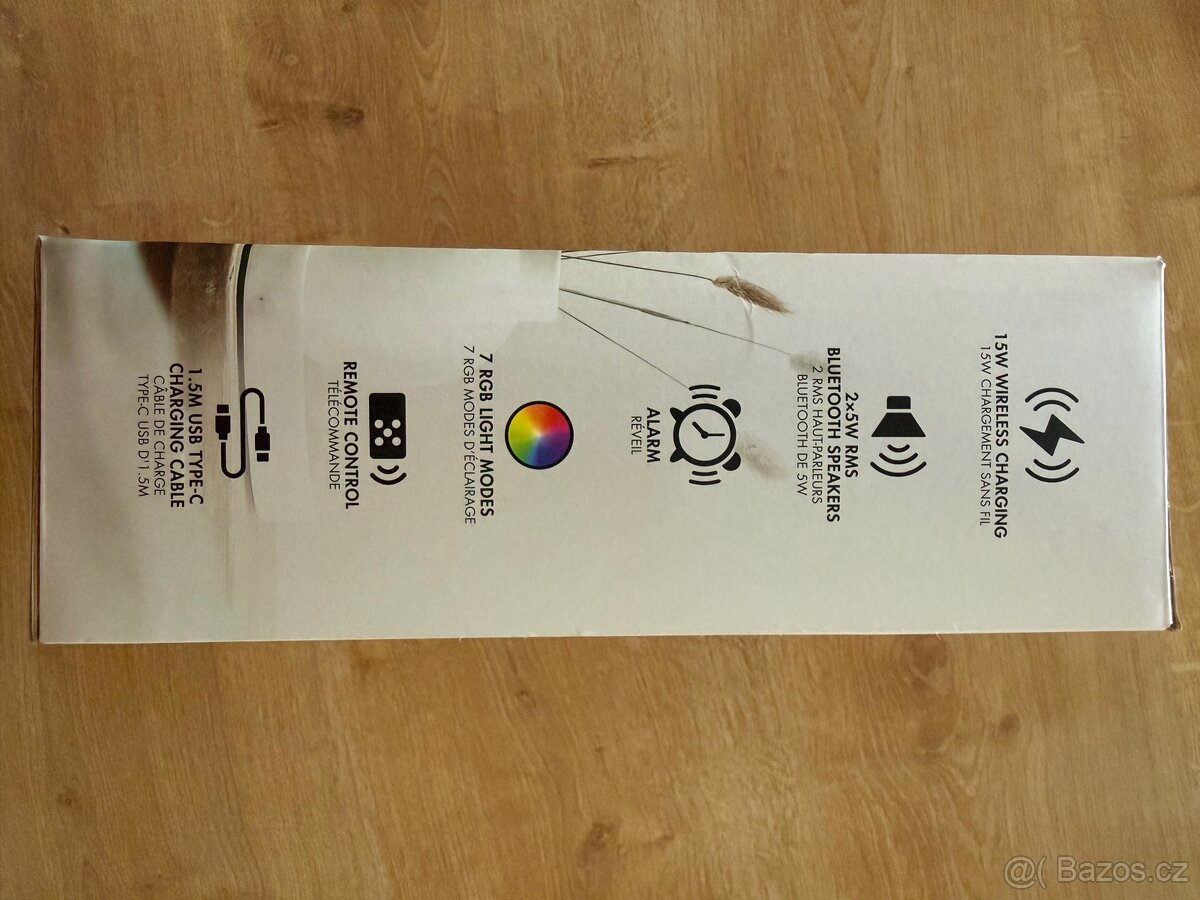 15W WIRELESS CHARGING
15W CHARGEMENT SANS FIL
2×5W RMS
BLUETOOTH SPEAKERS
2 RMS HAUT-PARLEURS
BLUETOOTH DE 5W
ALARM
RÉVEIL
7 RGB LIGHT MODES
7 RGB MODES D'ÉCLAIRAGE
REMOTE CONTROL
TÉLÉCOMMANDE
1.5M USB TYPE-C
CHARGING CABLE
CÂBLE DE CHARGE
TYPE-C USB D'1.5M
@( Bazos.cz